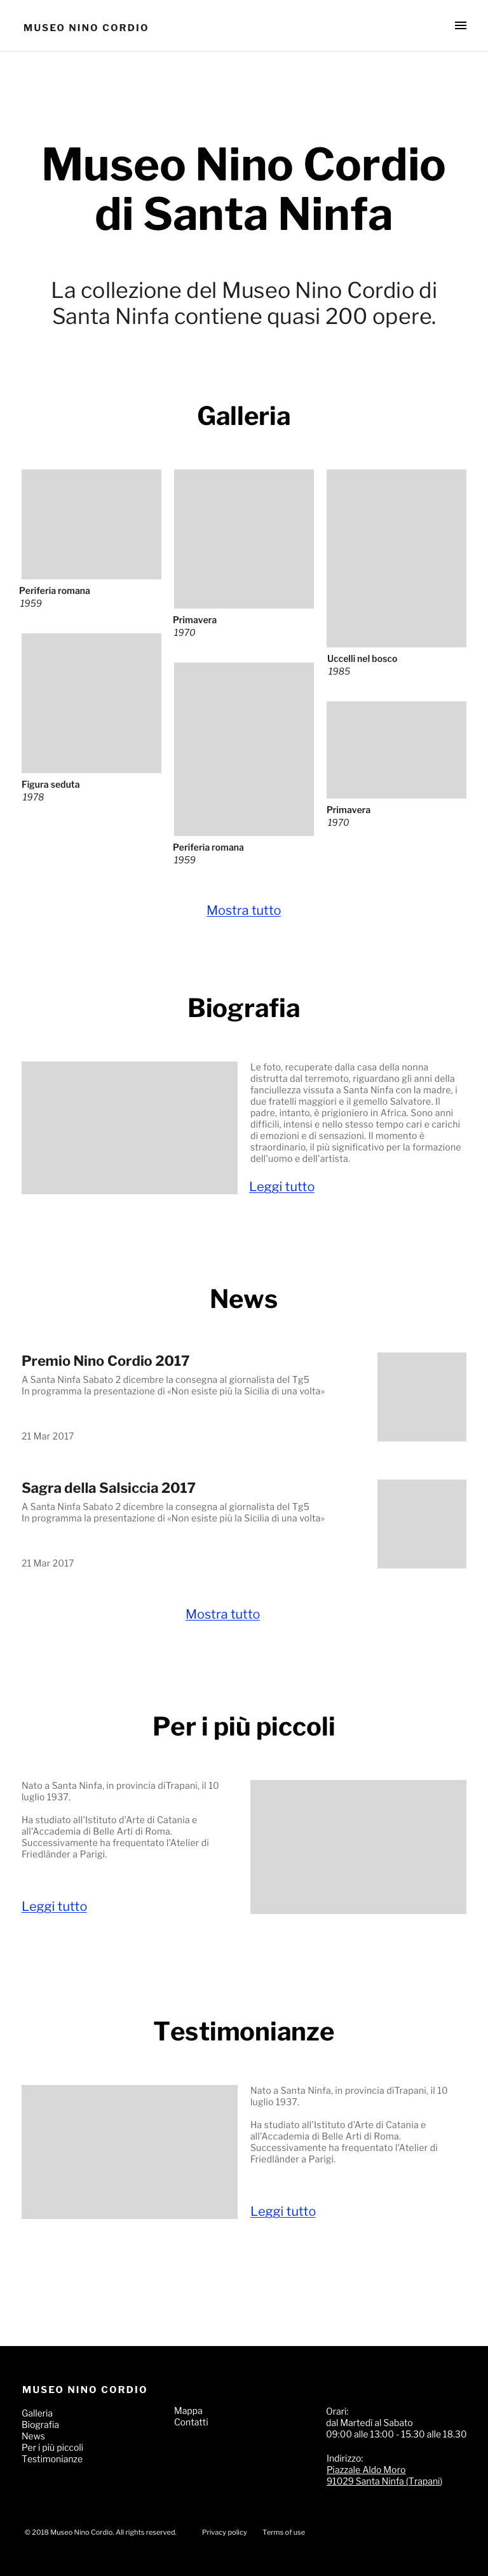 MUSEO NINO CORDIO
Museo Nino Cordio
di Santa Ninfa
La collezione del Museo Nino Cordio di
Santa Ninfa contiene quasi 200 opere.
Galleria
Periferia romana
1959
Primavera
1970
Uccelli nel bosco
1985
Figura seduta
1978
Periferia romana
1959
Primavera
1970
Mostra tutto
Biografia
Le foto, recuperate dalla casa della nonna
distrutta dal terremoto, riguardano gli anni della
fanciullezza vissuta a Santa Ninfa con la madre, i
due fratelli maggiori e il gemello Salvatore. Il
padre, intanto, è prigioniero in Africa. Sono anni
difficili, intensi e nello stesso tempo cari e carichi
di emozioni e di sensazioni. Il momento è
straordinario, il più significativo per la formazione
dell'uomo e dell'artista.
Leggi tutto
News
Premio Nino Cordio 2017
A Santa Ninfa Sabato 2 dicembre la consegna al giornalista del Tg5
In programma la presentazione di «Non esiste più la Sicilia di una volta»
21 Mar 2017
Sagra della Salsiccia 2017
A Santa Ninfa Sabato 2 dicembre la consegna al giornalista del Tg5
In programma la presentazione di «Non esiste più la Sicilia di una volta»
21 Mar 2017
Mostra tutto
Per i più piccoli
Nato a Santa Ninfa, in provincia diTrapani, il 10
luglio 1937.
Ha studiato all'Istituto d'Arte di Catania e
all'Accademia di Belle Arti di Roma.
Successivamente ha frequentato l'Atelier di
Friedländer a Parigi.
Leggi tutto
Testimonianze
Nato a Santa Ninfa, in provincia diTrapani, il 10
luglio 1937.
Ha studiato all'Istituto d'Arte di Catania e
all'Accademia di Belle Arti di Roma.
Successivamente ha frequentato l'Atelier di
Friedländer a Parigi.
Leggi tutto
MUSEO NINO CORDIO
Galleria
Biografia
News
Per i più piccoli
Testimonianze
Mappa
Contatti
Orari:
dal Martedì al Sabato
09:00 alle 13:00 - 15.30 alle 18.30
Indirizzo:
Piazzale Aldo Moro
91029 Santa Ninfa (Trapani)
© 2018 Museo Nino Cordio. All rights reserved.
Privacy policy
Terms of use